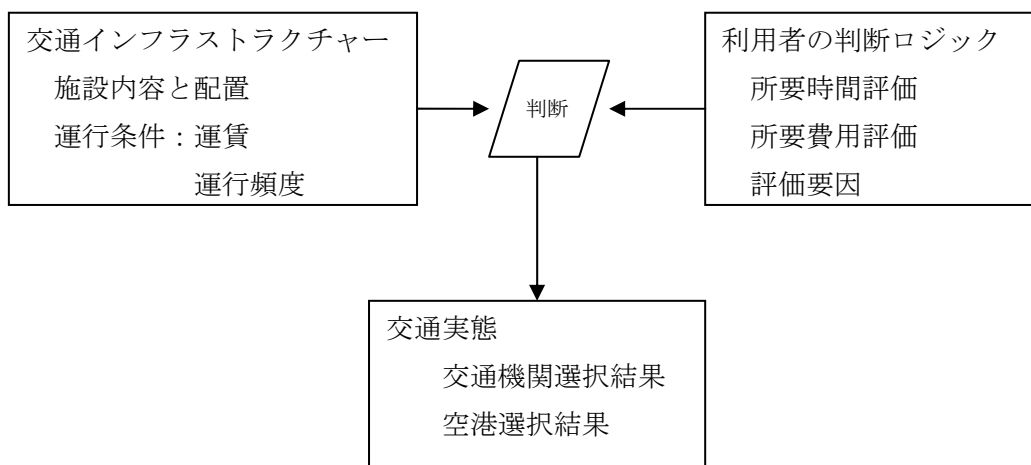 交通インフラストラクチャー
施設内容と配置
運行条件：運賃
運行頻度
判断
利用者の判断ロジック
所要時間評価
所要費用評価
評価要因
交通実態
交通機関選択結果
空港選択結果